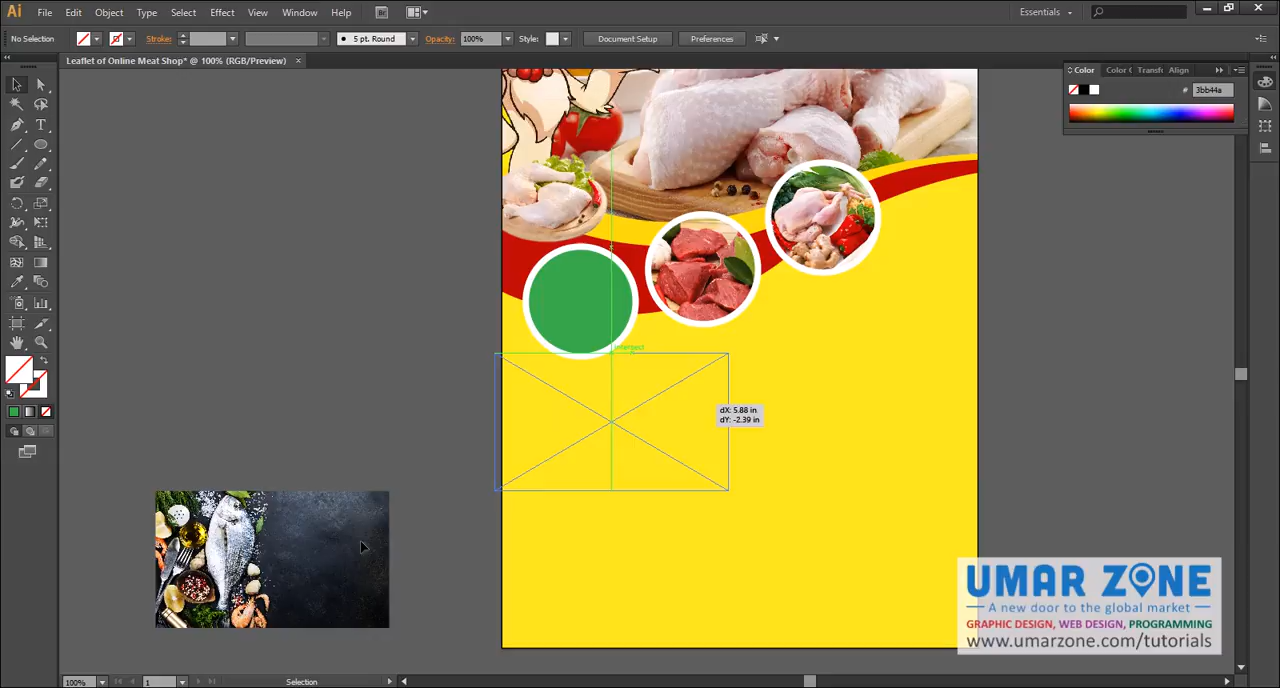 Ai File Edit Object Type Select Effect View Window Help Br Essentials
No Selection Stroke: 5 pt. Round Opacity: 100% Style: Document Setup Preferences
Leaflet of Online Meat Shop* @ 100% (RGB/Preview) ×
Color Color Transf Align
# 3bb44a
Intersect
dX: 5.88 in
dY: -2.39 in
UMAR ZONE
A new door to the global market
GRAPHIC DESIGN, WEB DESIGN, PROGRAMMING
www.umarzone.com/tutorials
100% 1 Selection